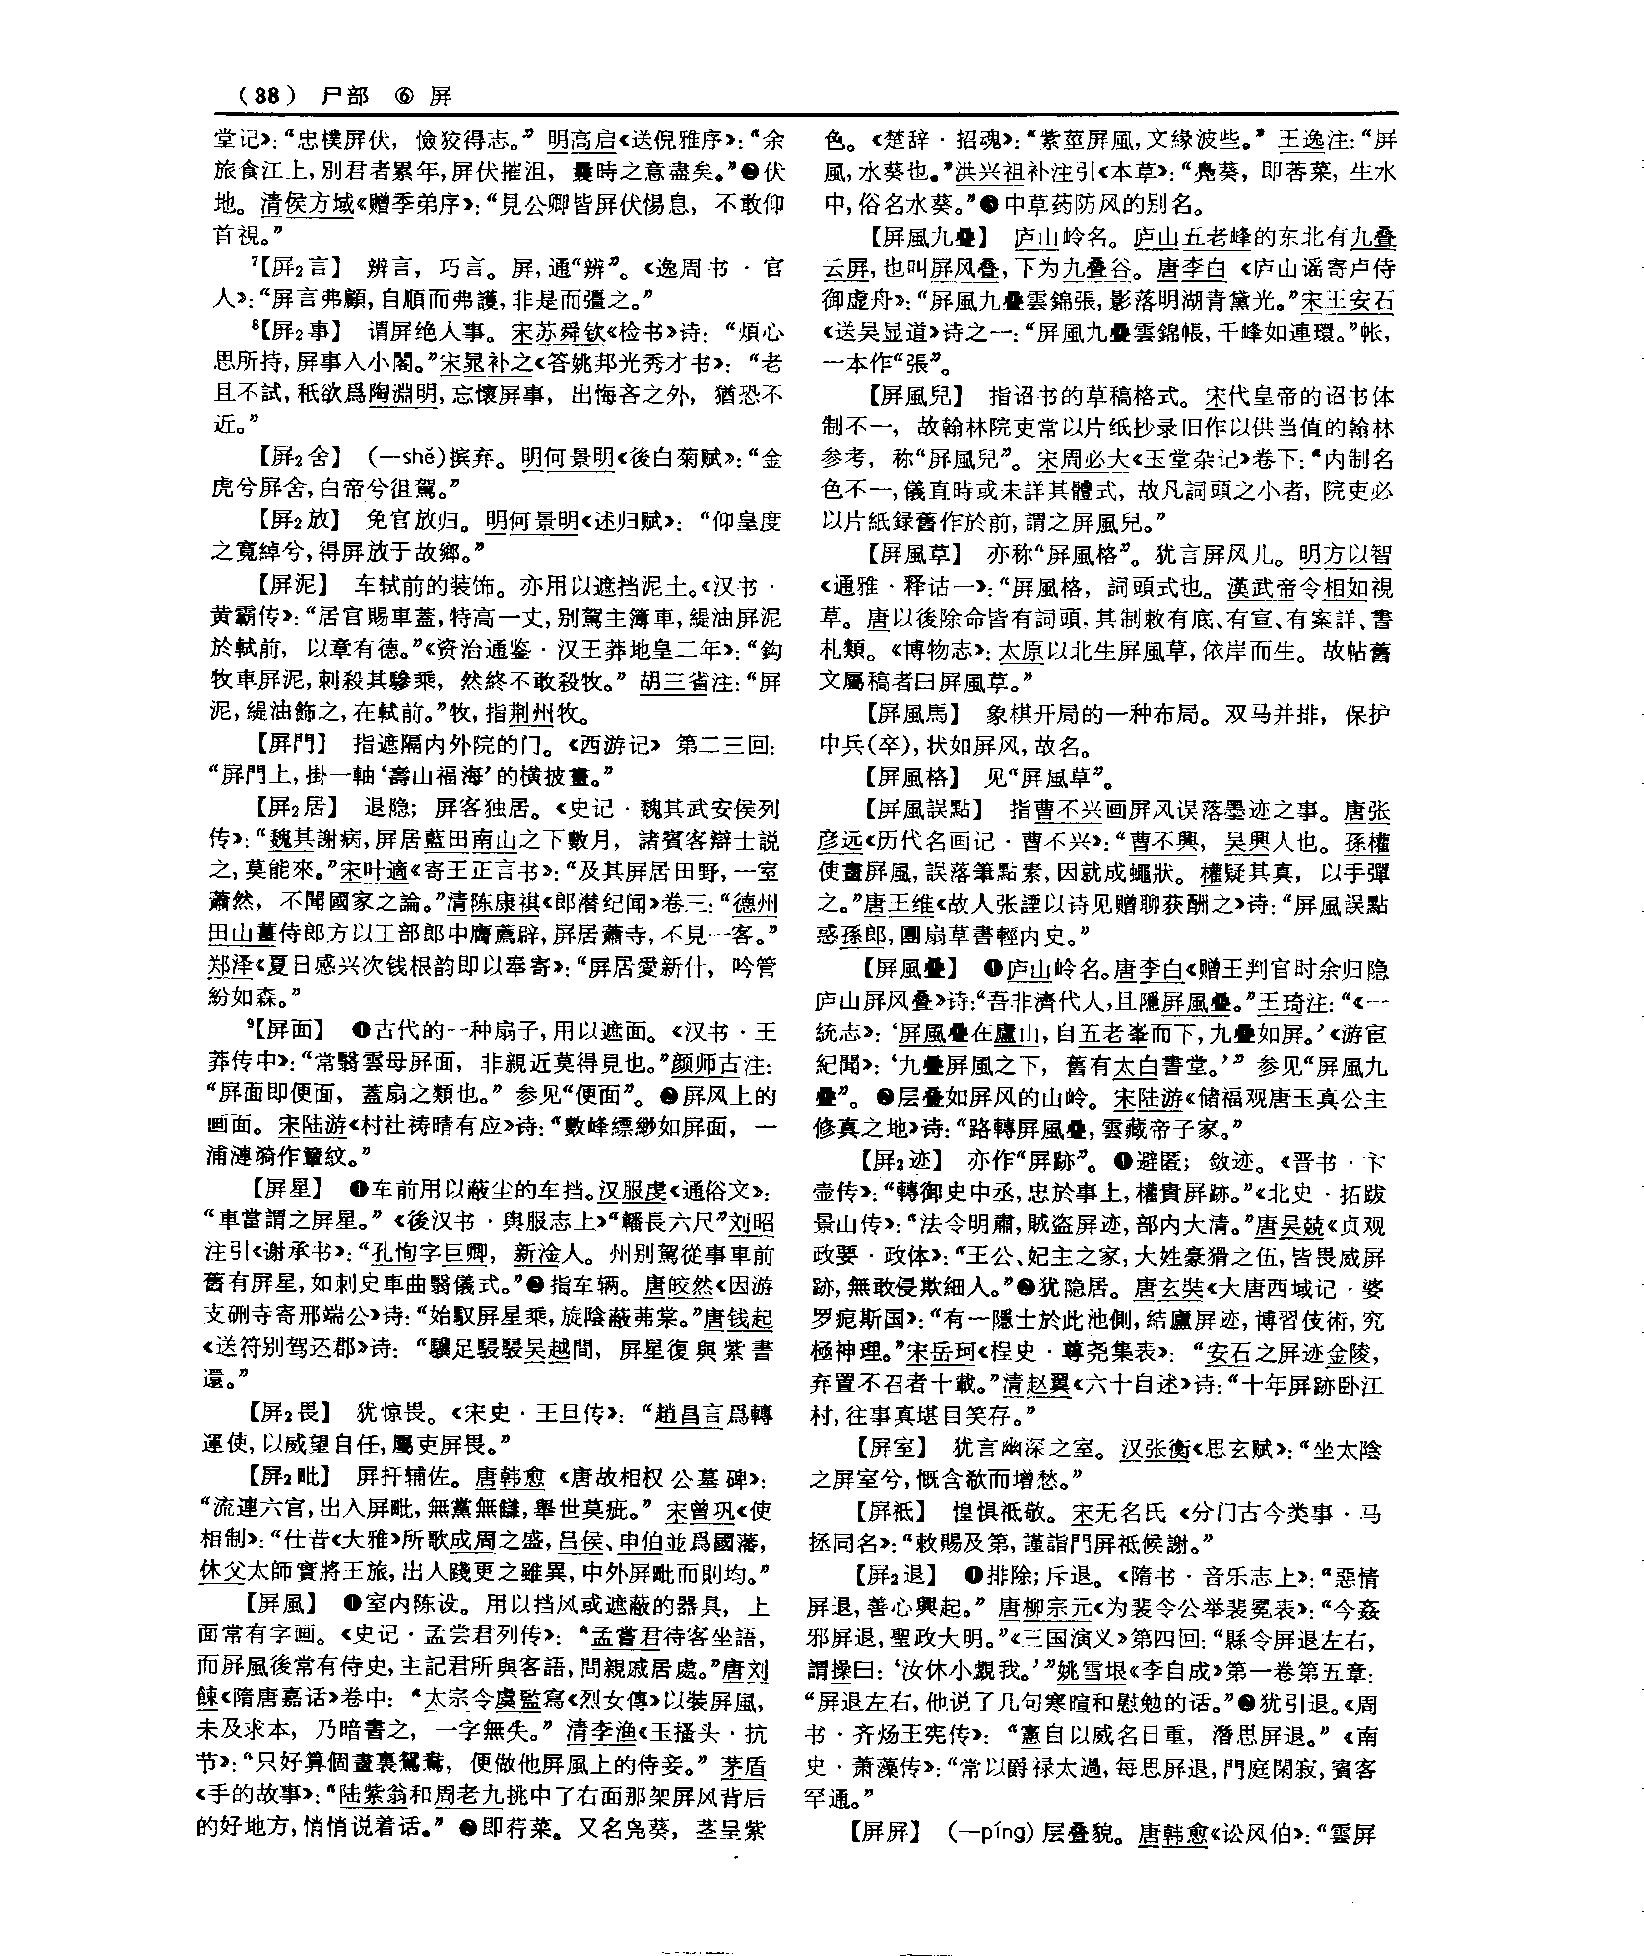 （38） 尸部 ⑥ 屏
堂记》：“忠樸屏伏，憸狡得志。” 明高启《送倪雅序》：“余
旅食江上，別君者累年，屏伏摧沮，曩時之意盡矣。”❷伏
地。清侯方域《赠季弟序》：“見公卿皆屏伏惕息，不敢仰
首視。”
7【屏2言】 辨言，巧言。屏，通“辨”。《逸周书·官
人》：“屏言弗顧，自順而弗護，非是而彊之。”
8【屏2事】 谓屏绝人事。宋苏舜钦《检书》诗：“煩心
思所持，屏事入小閣。”宋晁补之《答姚邦光秀才书》：“老
且不試，秖欲爲陶淵明，忘懷屏事，出悔吝之外，猶恐不
近。”
【屏2舍】 （一shě）摈弃。明何景明《後白菊赋》：“金
虎兮屏舍，白帝兮徂駕。”
【屏2放】 免官放归。明何景明《述归赋》：“仰皇度
之寬綽兮，得屏放于故鄉。”
【屏泥】 车轼前的装饰。亦用以遮挡泥土。《汉书·
黄霸传》：“居官賜車蓋，特高一丈，别駕主簿車，緹油屏泥
於軾前，以章有德。”《资治通鉴·汉王莽地皇二年》：“鈎
牧車屏泥，刺殺其驂乘，然終不敢殺牧。” 胡三省注：“屏
泥，緹油飾之，在軾前。”牧，指荆州牧。
【屏門】 指遮隔内外院的门。《西游记》第二三回：
“屏門上，掛一軸‘壽山福海’的橫披畫。”
【屏2居】 退隐；屏客独居。《史记·魏其武安侯列
传》：“魏其謝病，屏居藍田南山之下數月，諸賓客辯士説
之，莫能來。”宋叶適《寄王正言书》：“及其屏居田野，一室
蕭然，不聞國家之論。”清陈康祺《郎潜纪闻》卷三：“德州
田山薑侍郎方以工部郎中膺薦辟，屏居蕭寺，不見一客。”
郑泽《夏日感兴次钱根韵即以奉寄》：“屏居愛新什，吟管
紛如森。”
9【屏面】 ❶古代的一种扇子，用以遮面。《汉书·王
莽传中》：“常翳雲母屏面，非親近莫得見也。”颜师古注：
“屏面即便面，蓋扇之類也。” 参见“便面”。❷屏风上的
画面。宋陆游《村社祷晴有应》诗：“數峰縹緲如屏面，一
浦漣漪作簟紋。”
【屏星】 ❶车前用以蔽尘的车挡。汉服虔《通俗文》：
“車當謂之屏星。” 《後汉书·舆服志上》“轓長六尺”刘昭
注引《谢承书》：“孔恂字巨卿，新淦人。州别駕從事車前
舊有屏星，如刺史車曲翳儀式。”❷指车辆。唐皎然《因游
支硎寺寄邢端公》诗：“始馭屏星乘，旋陰蔽茀棠。”唐钱起
《送符别驾还郡》诗：“驥足駸駸吴越間，屏星復與紫書
還。”
【屏2畏】 犹惊畏。《宋史·王旦传》：“趙昌言爲轉
運使，以威望自任，屬吏屏畏。”
【屏2毗】 屏扞辅佐。唐韩愈《唐故相权公墓碑》：
“流連六官，出入屏毗，無黨無讎，舉世莫疵。” 宋曾巩《使
相制》：“仕昔《大雅》所歌成周之盛，吕侯、申伯並爲國藩，
休父太師實將王旅，出人踐更之雖異，中外屏毗而則均。”
【屏風】 ❶室内陈设。用以挡风或遮蔽的器具，上
面常有字画。《史记·孟尝君列传》：“孟嘗君待客坐語，
而屏風後常有侍史，主記君所與客語，問親戚居處。”唐刘
餗《隋唐嘉话》卷中：“太宗令虞監寫《烈女傳》以裝屏風，
未及求本，乃暗書之，一字無失。” 清李渔《玉搔头·抗
节》：“只好算個畫裏鴛鴦，便做他屏風上的侍妾。” 茅盾
《手的故事》：“陆紫翁和周老九挑中了右面那架屏风背后
的好地方，悄悄说着话。” ❷即荇菜。又名凫葵，茎呈紫
色。《楚辞·招魂》：“紫莖屏風，文緣波些。” 王逸注：“屏
風，水葵也。”洪兴祖补注引《本草》：“鳧葵，即莕菜，生水
中，俗名水葵。”❸中草药防风的别名。
【屏風九疊】 庐山岭名。庐山五老峰的东北有九叠
云屏，也叫屏风叠，下为九叠谷。唐李白《庐山谣寄卢侍
御虚舟》：“屏風九疊雲錦張，影落明湖青黛光。”宋王安石
《送吴显道》诗之一：“屏風九疊雲錦帳，千峰如連環。”帐，
一本作“張”。
【屏風兒】 指诏书的草稿格式。宋代皇帝的诏书体
制不一，故翰林院吏常以片纸抄录旧作以供当值的翰林
参考，称“屏風兒”。宋周必大《玉堂杂记》卷下：“内制名
色不一，儀直時或未詳其體式，故凡詞頭之小者，院吏必
以片紙録舊作於前，謂之屏風兒。”
【屏風草】 亦称“屏風格”。犹言屏风儿。明方以智
《通雅·释诂一》：“屏風格，詞頭式也。漢武帝令相如視
草。唐以後除命皆有詞頭，其制敕有底、有宣、有案詳、書
札類。《博物志》：太原以北生屏風草，依岸而生。故帖舊
文屬稿者曰屏風草。”
【屏風馬】 象棋开局的一种布局。双马并排，保护
中兵（卒），状如屏风，故名。
【屏風格】 见“屏風草”。
【屏風誤點】 指曹不兴画屏风误落墨迹之事。唐张
彦远《历代名画记·曹不兴》：“曹不興，吴興人也。孫權
使畫屏風，誤落筆點素，因就成蠅狀。權疑其真，以手彈
之。”唐王维《故人张諲以诗见赠聊获酬之》诗：“屏風誤點
惑孫郎，團扇草書輕内史。”
【屏風疊】 ❶庐山岭名。唐李白《赠王判官时余归隐
庐山屏风叠》诗：“吾非濟代人，且隱屏風疊。”王琦注：“《一
統志》：‘屏風疊在廬山，自五老峯而下，九疊如屏。’《游宦
紀聞》：‘九疊屏風之下，舊有太白書堂。’” 参见“屏風九
疊”。❷层叠如屏风的山岭。宋陆游《储福观唐玉真公主
修真之地》诗：“路轉屏風疊，雲藏帝子家。”
【屏2迹】 亦作“屏跡”。❶避匿；敛迹。《晋书·卞
壶传》：“轉御史中丞，忠於事上，權貴屏跡。”《北史·拓跋
景山传》：“法令明肅，賊盗屏迹，部内大清。”唐吴兢《贞观
政要·政体》：“王公、妃主之家，大姓豪猾之伍，皆畏威屏
跡，無敢侵欺細人。”❷犹隐居。唐玄奘《大唐西域记·婆
罗痆斯国》：“有一隱士於此池側，結廬屏迹，博習伎術，究
極神理。”宋岳珂《桯史·尊尧集表》：“安石之屏迹金陵，
弃置不召者十載。”清赵翼《六十自述》诗：“十年屏跡卧江
村，往事真堪目笑存。”
【屏室】 犹言幽深之室。汉张衡《思玄赋》：“坐太陰
之屏室兮，慨含欷而增愁。”
【屏祗】 惶惧祗敬。宋无名氏《分门古今类事·马
拯同名》：“敕賜及第，謹詣門屏祗候謝。”
【屏2退】 ❶排除；斥退。《隋书·音乐志上》：“惡情
屏退，善心興起。” 唐柳宗元《为裴令公举裴冕表》：“今姦
邪屏退，聖政大明。”《三国演义》第四回：“縣令屏退左右，
謂操曰：‘汝休小覷我。’”姚雪垠《李自成》第一卷第五章：
“屏退左右，他说了几句寒暄和慰勉的话。”❷犹引退。《周
书·齐炀王宪传》：“憲自以威名日重，潛思屏退。” 《南
史·萧藻传》：“常以爵禄太過，每思屏退，門庭閑寂，賓客
罕通。”
【屏屏】 （一píng）层叠貌。唐韩愈《讼风伯》：“雲屏